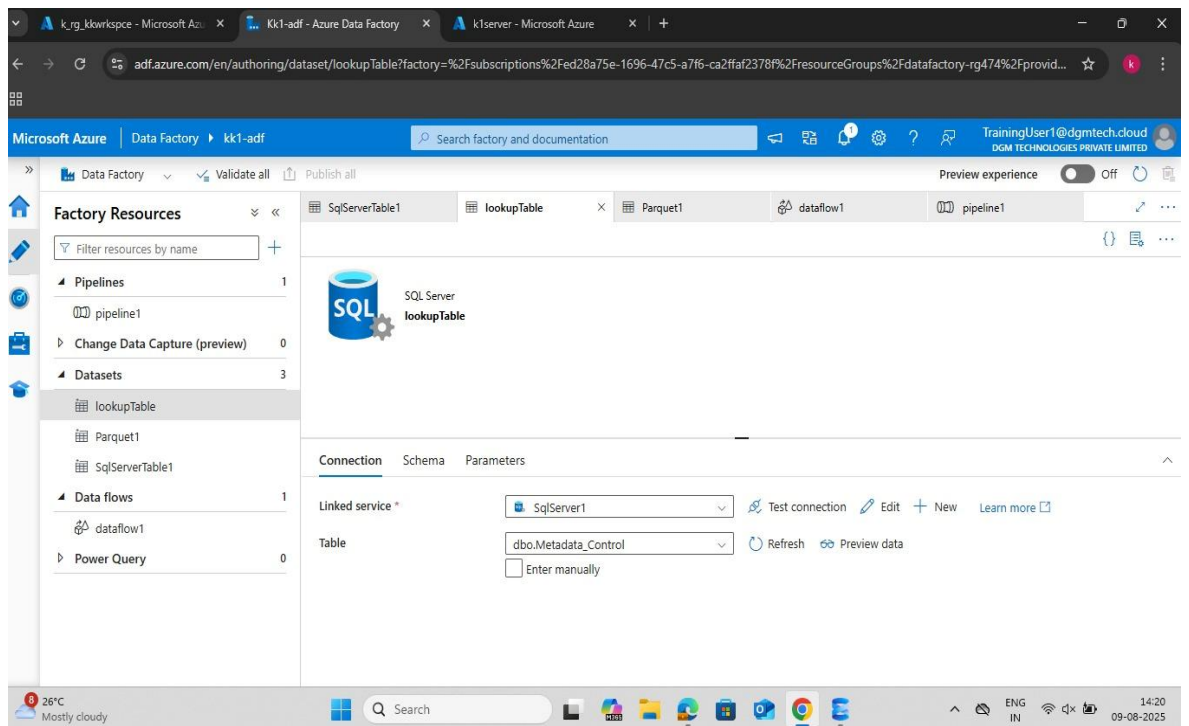 k_rg_kkwrkspce - Microsoft Azu
Kk1-adf - Azure Data Factory
k1server - Microsoft Azure
adf.azure.com/en/authoring/dataset/lookupTable?factory=%2Fsubscriptions%2Fed28a75e-1696-47c5-a7f6-ca2ffaf2378f%2FresourceGroups%2Fdatafactory-rg474%2Fprovid...
k
Microsoft Azure
Data Factory
kk1-adf
Search factory and documentation
1
TrainingUser1@dgmtech.cloud
DGM TECHNOLOGIES PRIVATE LIMITED
Data Factory
Validate all
Publish all
Preview experience
Off
Factory Resources
SqlServerTable1
lookupTable
Parquet1
dataflow1
pipeline1
Filter resources by name
Pipelines 1
pipeline1
Change Data Capture (preview) 0
Datasets 3
lookupTable
Parquet1
SqlServerTable1
Data flows 1
dataflow1
Power Query 0
SQL
SQL Server
lookupTable
Connection Schema Parameters
Linked service *
SqlServer1
Test connection Edit New Learn more
Table
dbo.Metadata_Control
Refresh Preview data
Enter manually
8
26°C
Mostly cloudy
Search
M365
ENG
IN
14:20
09-08-2025